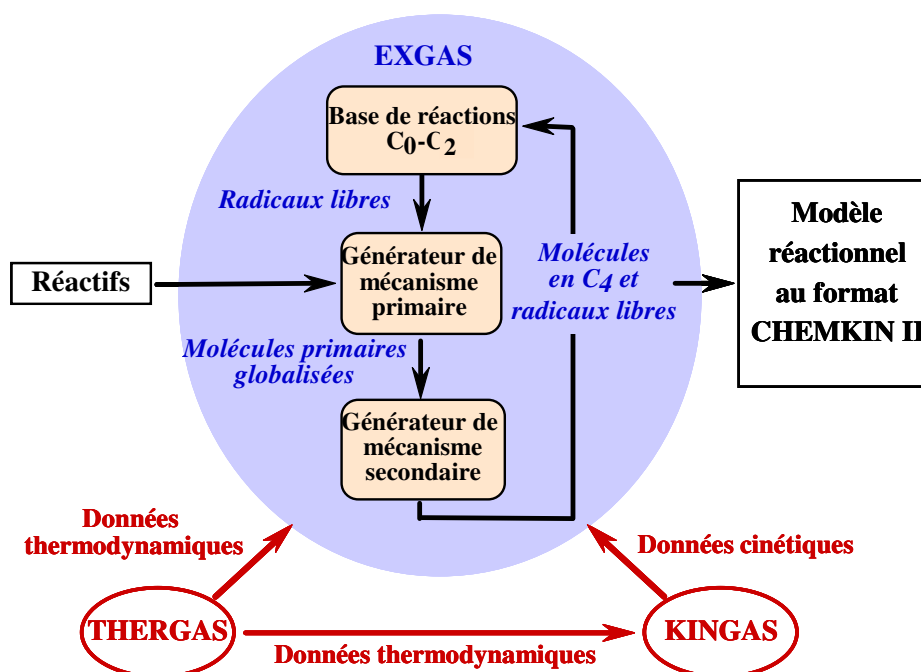 EXGAS
Base de réactions
C0-C2
Radicaux libres
Générateur de
mécanisme
primaire
Réactifs
Molécules
en C4 et
radicaux libres
Modèle
réactionnel
au format
CHEMKIN II
Molécules primaires
globalisées
Générateur de
mécanisme
secondaire
Données
thermodynamiques
Données cinétiques
THERGAS
KINGAS
Données thermodynamiques